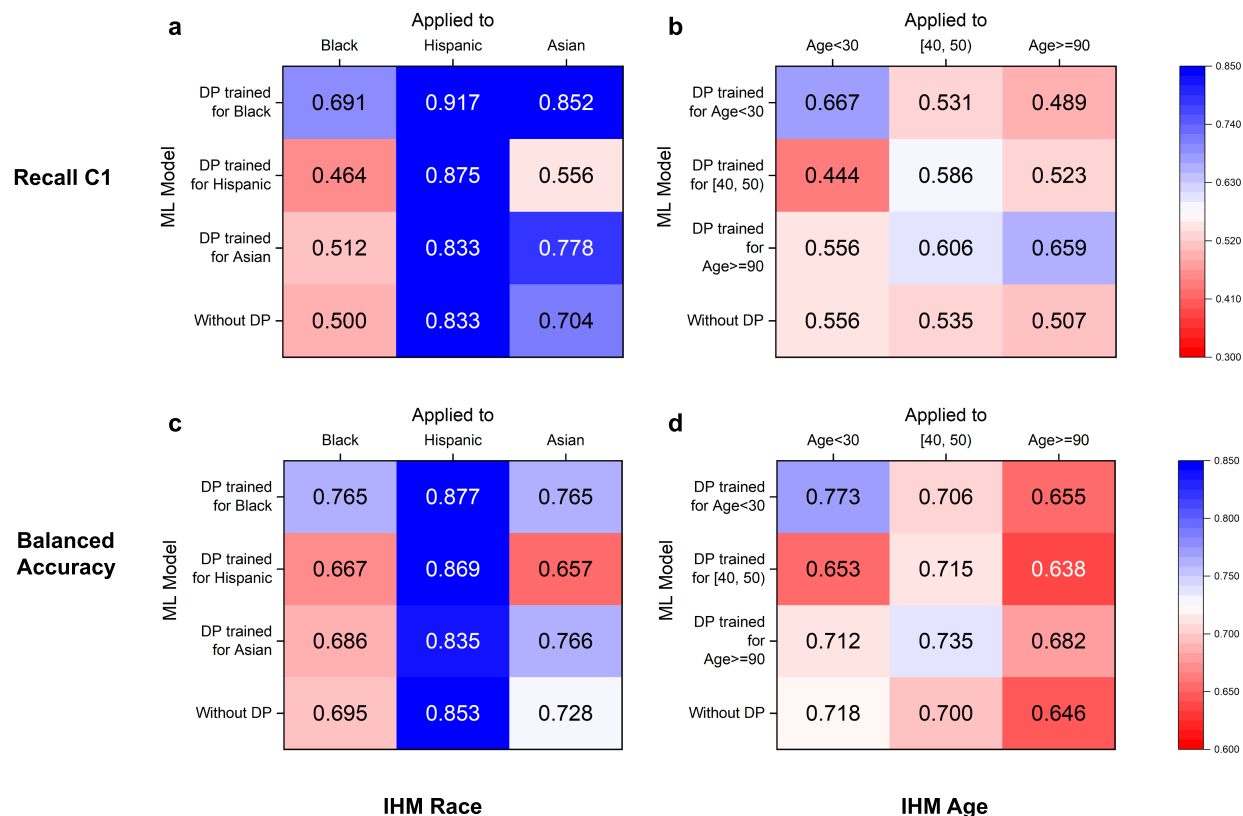 a
Applied to
Black Hispanic Asian
ML Model
DP trained
for Black
0.691 0.917 0.852
DP trained
for Hispanic
0.464 0.875 0.556
DP trained
for Asian
0.512 0.833 0.778
Without DP
0.500 0.833 0.704
Recall C1
b
Applied to
Age<30 [40, 50) Age>=90
ML Model
DP trained
for Age<30
0.667 0.531 0.489
DP trained
for [40, 50)
0.444 0.586 0.523
DP trained
for
Age>=90
0.556 0.606 0.659
Without DP
0.556 0.535 0.507
0.850
0.740
0.630
0.520
0.410
0.300
c
Applied to
Black Hispanic Asian
ML Model
DP trained
for Black
0.765 0.877 0.765
DP trained
for Hispanic
0.667 0.869 0.657
DP trained
for Asian
0.686 0.835 0.766
Without DP
0.695 0.853 0.728
Balanced
Accuracy
d
Applied to
Age<30 [40, 50) Age>=90
ML Model
DP trained
for Age<30
0.773 0.706 0.655
DP trained
for [40, 50)
0.653 0.715 0.638
DP trained
for
Age>=90
0.712 0.735 0.682
Without DP
0.718 0.700 0.646
0.850
0.800
0.750
0.700
0.650
0.600
IHM Race
IHM Age